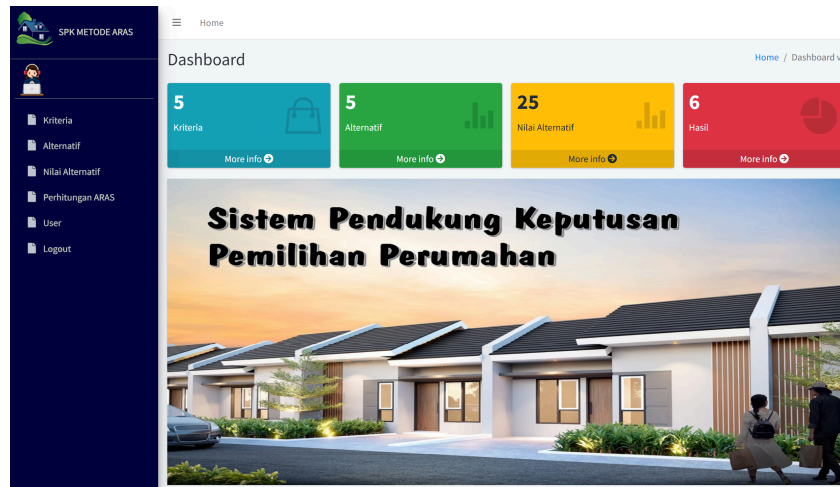 SPK METODE ARAS
Home
Dashboard
Home / Dashboard v
5
Kriteria
More info
5
Alternatif
More info
25
Nilai Alternatif
More info
6
Hasil
More info
Kriteria
Alternatif
Nilai Alternatif
Perhitungan ARAS
User
Logout
Sistem Pendukung Keputusan
Pemilihan Perumahan